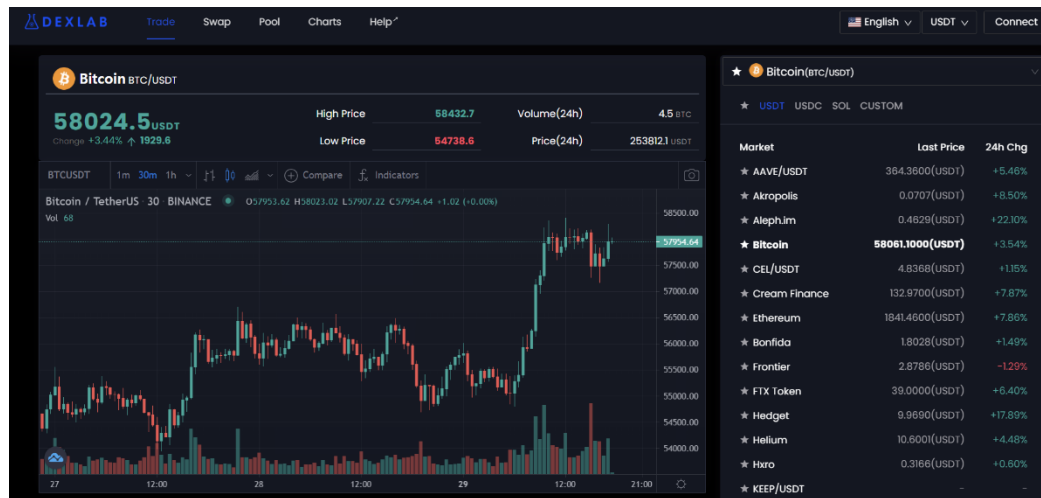 DEXLAB Trade Swap Pool Charts Help English USDT Connect
Bitcoin BTC/USDT
58024.5 USDT
Change +3.44% ↑ 1929.6
High Price 58432.7 Volume(24h) 4.5 BTC
Low Price 54738.6 Price(24h) 253812.1 USDT
BTCUSDT 1m 30m 1h Compare fx Indicators
Bitcoin / TetherUS · 30 · BINANCE O57953.62 H58023.02 L57907.22 C57954.64 +1.02 (+0.00%)
Vol 68
58500.00
57954.64
57500.00
57000.00
56500.00
56000.00
55500.00
55000.00
54500.00
54000.00
27 12:00 28 12:00 29 12:00 21:00
Bitcoin(BTC/USDT)
USDT USDC SOL CUSTOM
Market Last Price 24h Chg
AAVE/USDT 364.3600(USDT) +5.46%
Akropolis 0.0707(USDT) +8.50%
Aleph.im 0.4629(USDT) +22.10%
Bitcoin 58061.1000(USDT) +3.54%
CEL/USDT 4.8368(USDT) +1.15%
Cream Finance 132.9700(USDT) +7.87%
Ethereum 1841.4600(USDT) +7.86%
Bonfida 1.8028(USDT) +1.49%
Frontier 2.8786(USDT) -1.29%
FTX Token 39.0000(USDT) +6.40%
Hedget 9.9690(USDT) +17.89%
Helium 10.6001(USDT) +4.48%
Hxro 0.3166(USDT) +0.60%
KEEP/USDT - -